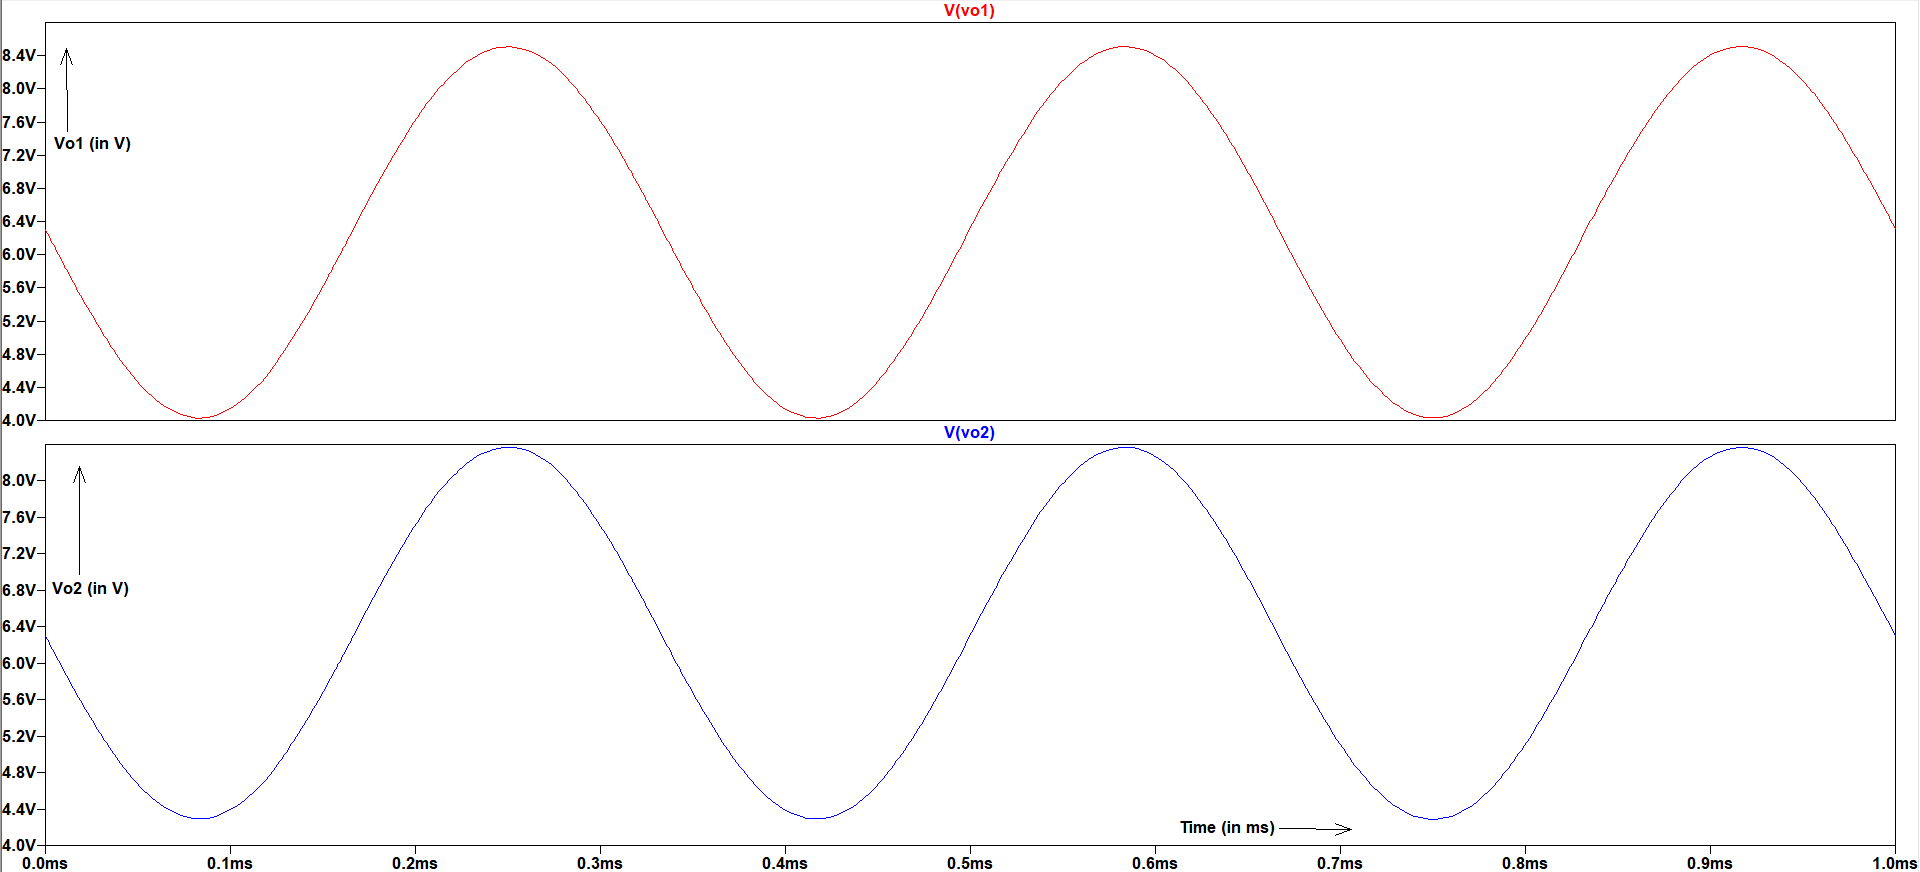 V(vo1)
8.4V
8.0V
7.6V
7.2V
6.8V
6.4V
6.0V
5.6V
5.2V
4.8V
4.4V
4.0V
Vo1 (in V)
V(vo2)
8.0V
7.6V
7.2V
6.8V
6.4V
6.0V
5.6V
5.2V
4.8V
4.4V
4.0V
Vo2 (in V)
Time (in ms)
0.0ms 0.1ms 0.2ms 0.3ms 0.4ms 0.5ms 0.6ms 0.7ms 0.8ms 0.9ms 1.0ms